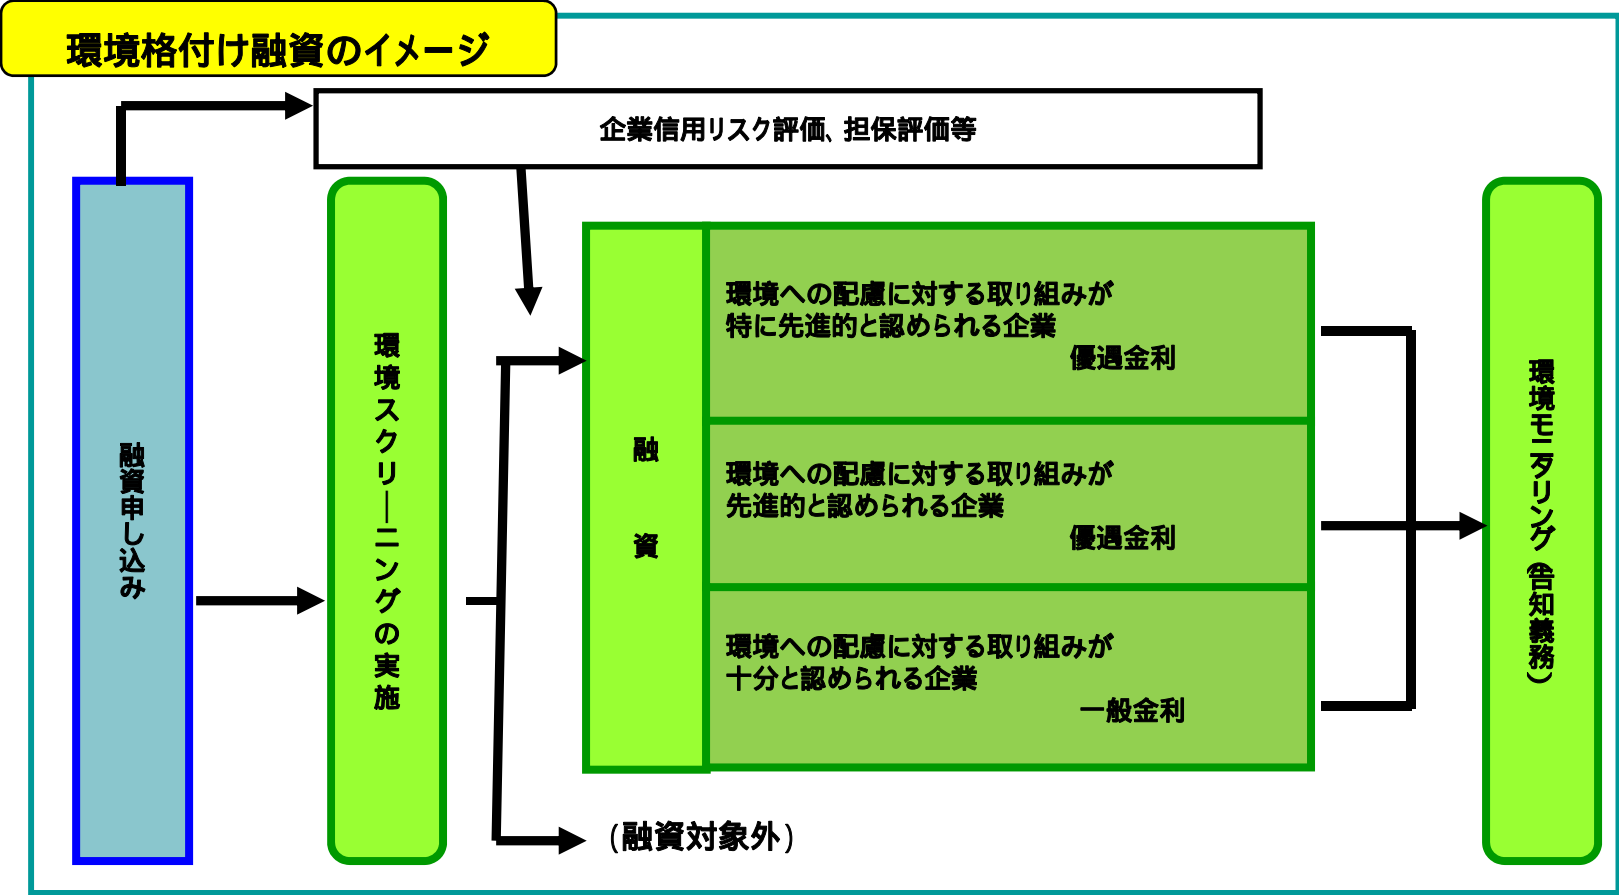 環境格付け融資のイメージ
企業信用リスク評価、担保評価等
融資申し込み
環境スクリ―ニングの実施
融資
環境への配慮に対する取り組みが
特に先進的と認められる企業
優遇金利
環境への配慮に対する取り組みが
先進的と認められる企業
優遇金利
環境への配慮に対する取り組みが
十分と認められる企業
一般金利
（融資対象外）
環境モニタリング（告知義務）